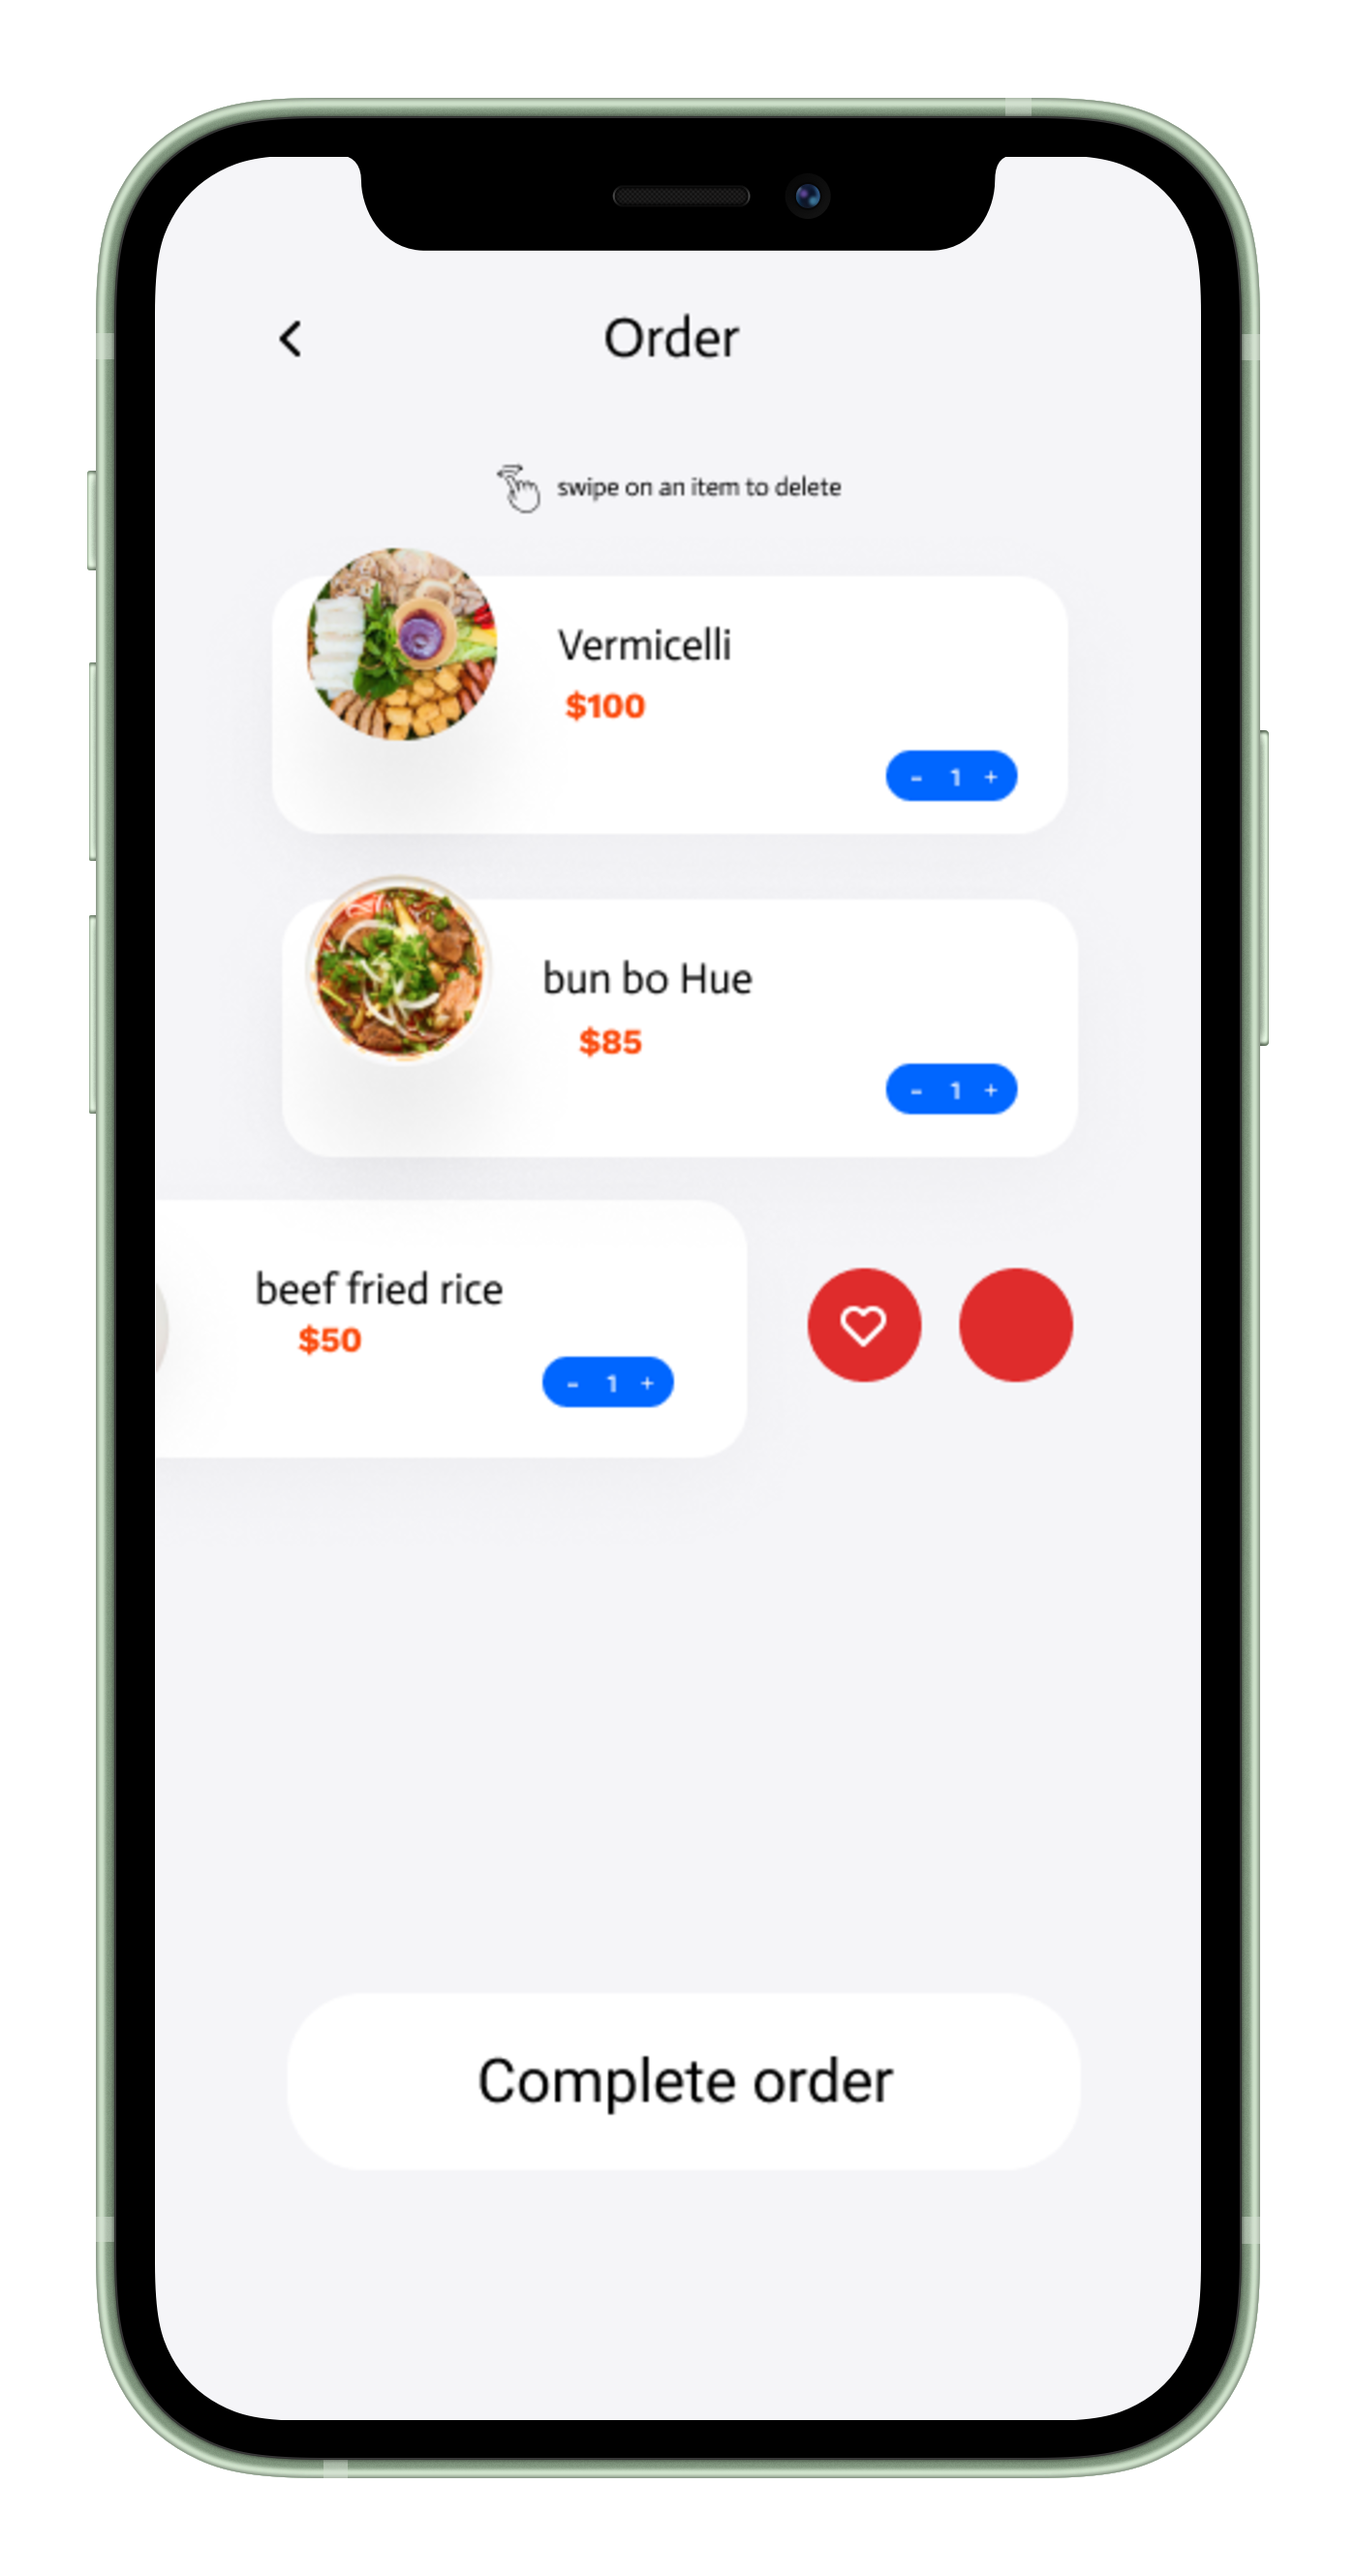 Order
swipe on an item to delete
Vermicelli
$100
- 1 +
bun bo Hue
$85
- 1 +
beef fried rice
$50
- 1 +
Complete order